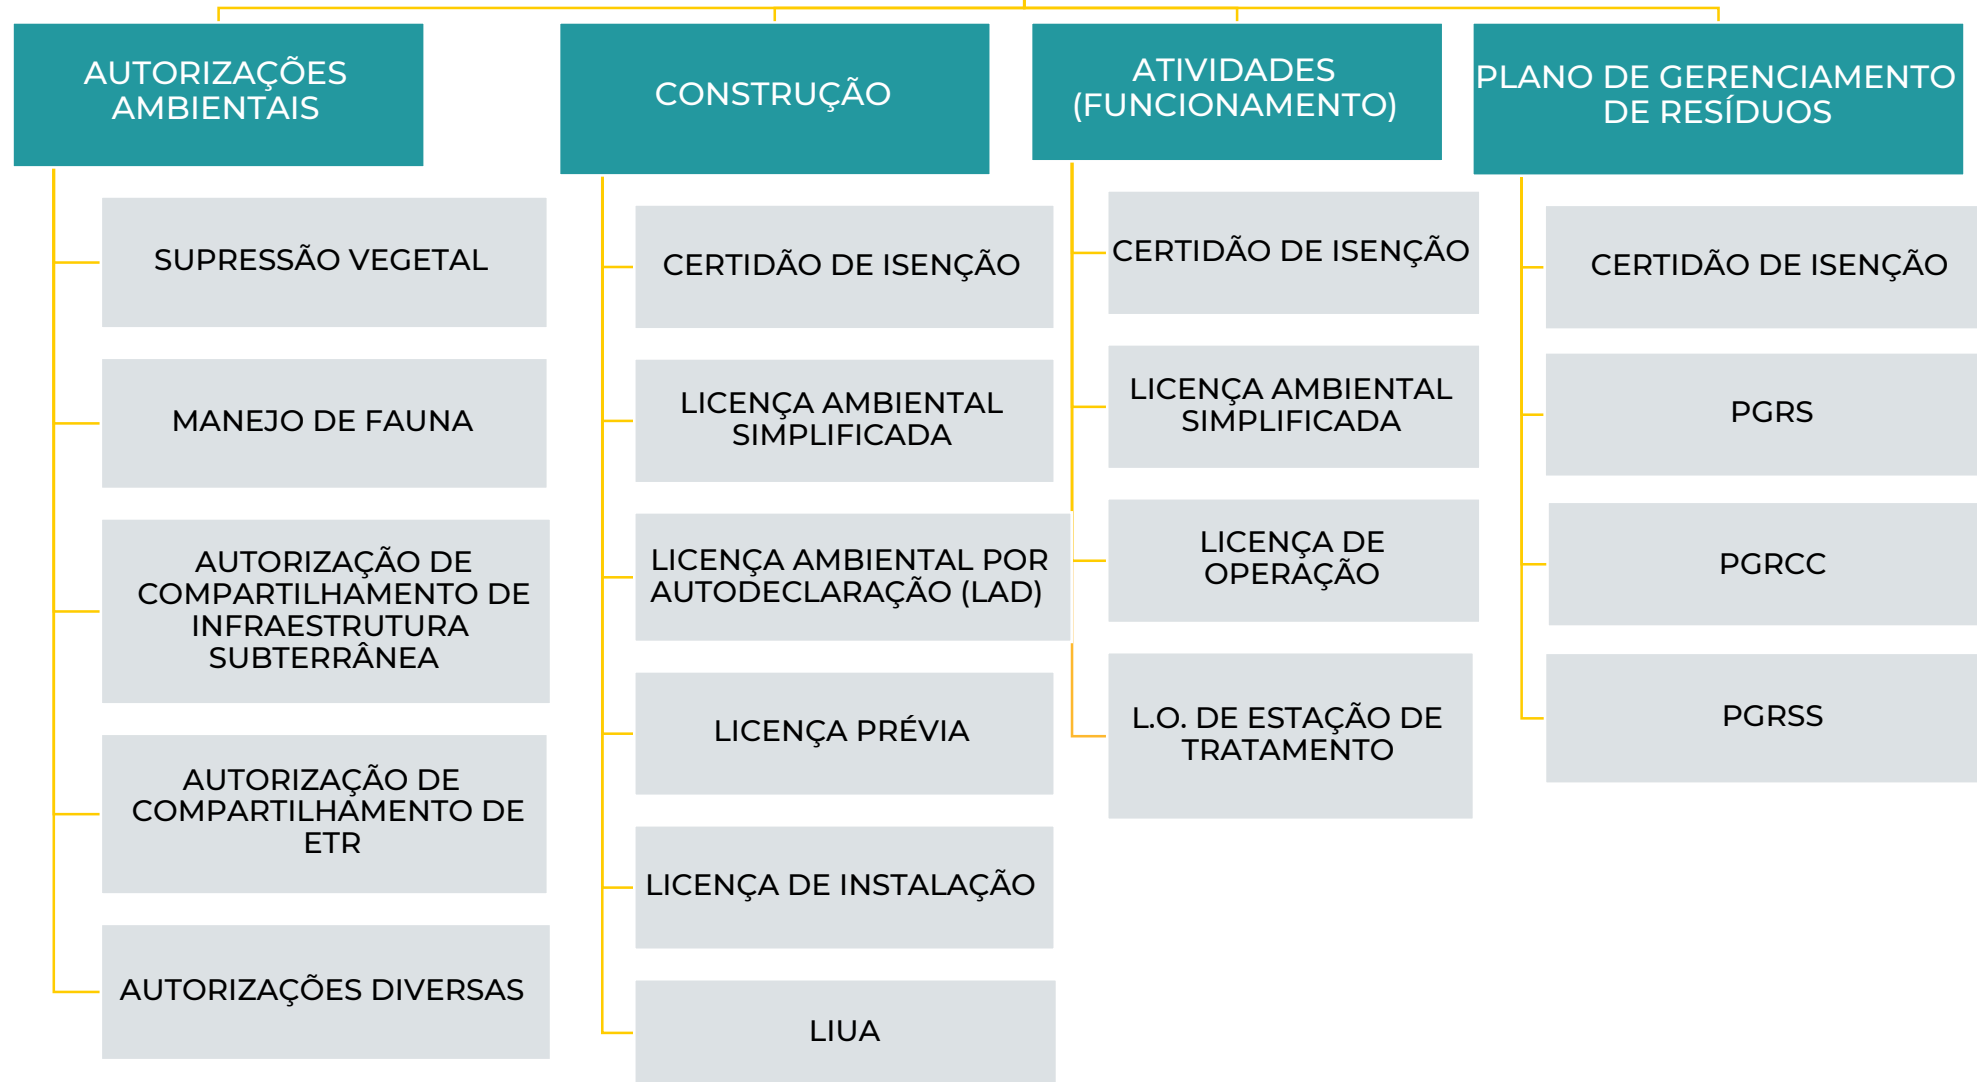 AUTORIZAÇÕES
AMBIENTAIS
SUPRESSÃO VEGETAL
MANEJO DE FAUNA
AUTORIZAÇÃO DE
COMPARTILHAMENTO DE
INFRAESTRUTURA
SUBTERRÂNEA
AUTORIZAÇÃO DE
COMPARTILHAMENTO DE
ETR
AUTORIZAÇÕES DIVERSAS
CONSTRUÇÃO
CERTIDÃO DE ISENÇÃO
LICENÇA AMBIENTAL
SIMPLIFICADA
LICENÇA AMBIENTAL POR
AUTODECLARAÇÃO (LAD)
LICENÇA PRÉVIA
LICENÇA DE INSTALAÇÃO
LIUA
ATIVIDADES
(FUNCIONAMENTO)
CERTIDÃO DE ISENÇÃO
LICENÇA AMBIENTAL
SIMPLIFICADA
LICENÇA DE
OPERAÇÃO
L.O. DE ESTAÇÃO DE
TRATAMENTO
PLANO DE GERENCIAMENTO
DE RESÍDUOS
CERTIDÃO DE ISENÇÃO
PGRS
PGRCC
PGRSS